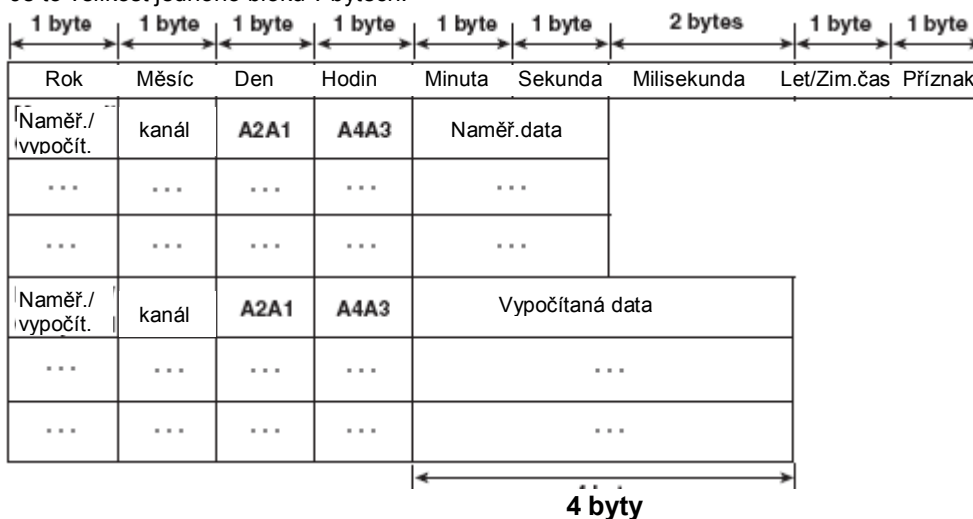 1 byte 1 byte 1 byte 1 byte 1 byte 1 byte 2 bytes 1 byte 1 byte
Rok Měsíc Den Hodin Minuta Sekunda Milisekunda Let/Zim.čas Příznak
Naměř./
vypočít. kanál A2A1 A4A3 Naměř.data
... ... ... ... ...
... ... ... ... ...
Naměř./
vypočít. kanál A2A1 A4A3 Vypočítaná data
... ... ... ... ...
... ... ... ... ...
4 byty